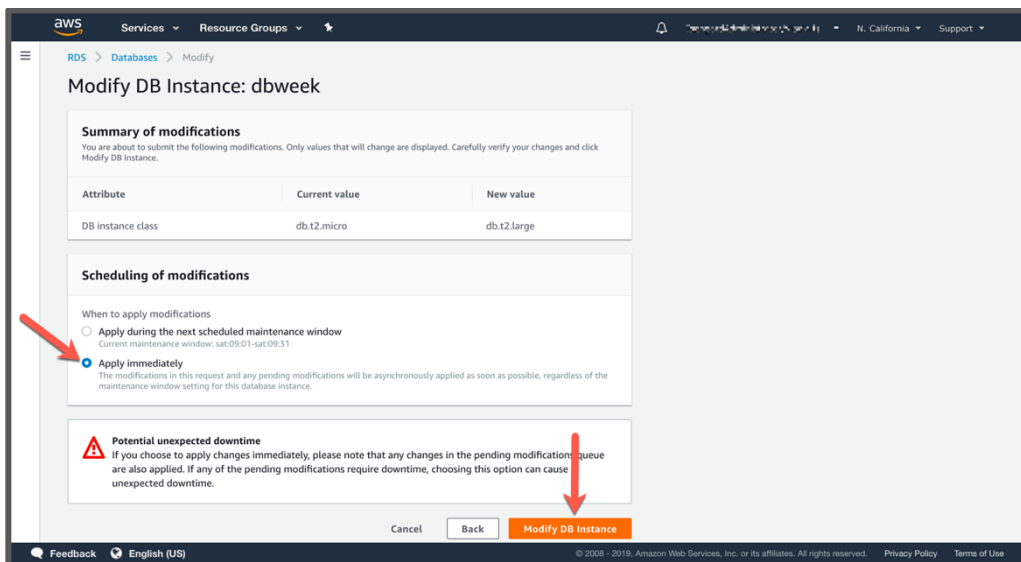 aws
Services
Resource Groups
N. California
Support
RDS > Databases > Modify
Modify DB Instance: dbweek
Summary of modifications
You are about to submit the following modifications. Only values that will change are displayed. Carefully verify your changes and click
Modify DB Instance.
Attribute Current value New value
DB instance class db.t2.micro db.t2.large
Scheduling of modifications
When to apply modifications
Apply during the next scheduled maintenance window
Current maintenance window: sat:09:01-sat:09:31
Apply immediately
The modifications in this request and any pending modifications will be asynchronously applied as soon as possible, regardless of the
maintenance window setting for this database instance.
Potential unexpected downtime
If you choose to apply changes immediately, please note that any changes in the pending modifications queue
are also applied. If any of the pending modifications require downtime, choosing this option can cause
unexpected downtime.
Cancel Back Modify DB Instance
Feedback English (US) © 2008 - 2019, Amazon Web Services, Inc. or its affiliates. All rights reserved. Privacy Policy Terms of Use